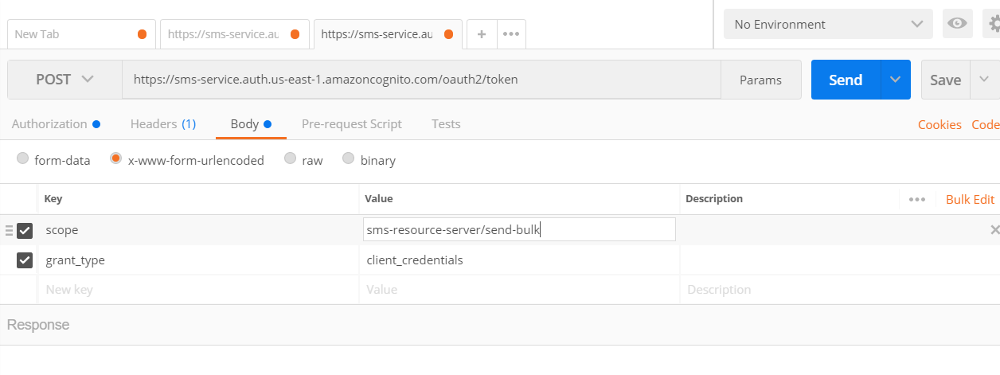 New Tab https://sms-service.au https://sms-service.au + No Environment
POST https://sms-service.auth.us-east-1.amazoncognito.com/oauth2/token Params Send Save
Authorization Headers (1) Body Pre-request Script Tests Cookies Code
form-data x-www-form-urlencoded raw binary
Key Value Description ••• Bulk Edit
scope sms-resource-server/send-bulk
grant_type client_credentials
New key Value Description
Response